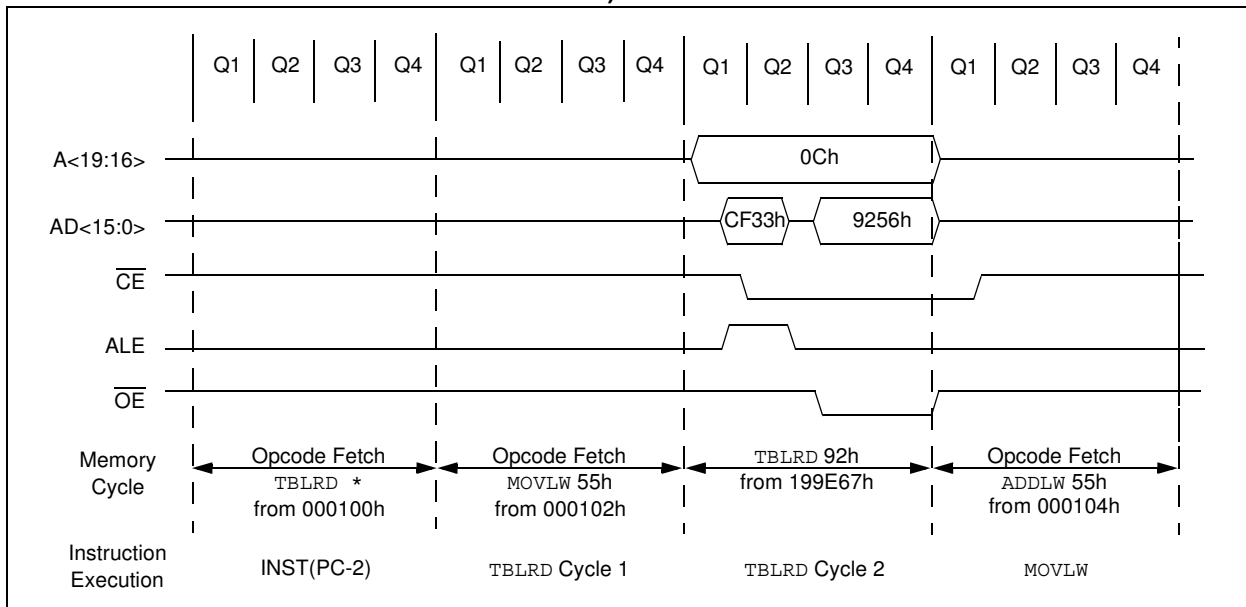 Q1 Q2 Q3 Q4 Q1 Q2 Q3 Q4 Q1 Q2 Q3 Q4 Q1 Q2 Q3 Q4
A<19:16>
0Ch
AD<15:0>
CF33h
9256h
CE
ALE
OE
Memory
Cycle
Opcode Fetch
TBLRD *
from 000100h
Opcode Fetch
MOVLW 55h
from 000102h
TBLRD 92h
from 199E67h
Opcode Fetch
ADDLW 55h
from 000104h
Instruction
Execution
INST(PC-2)
TBLRD Cycle 1
TBLRD Cycle 2
MOVLW